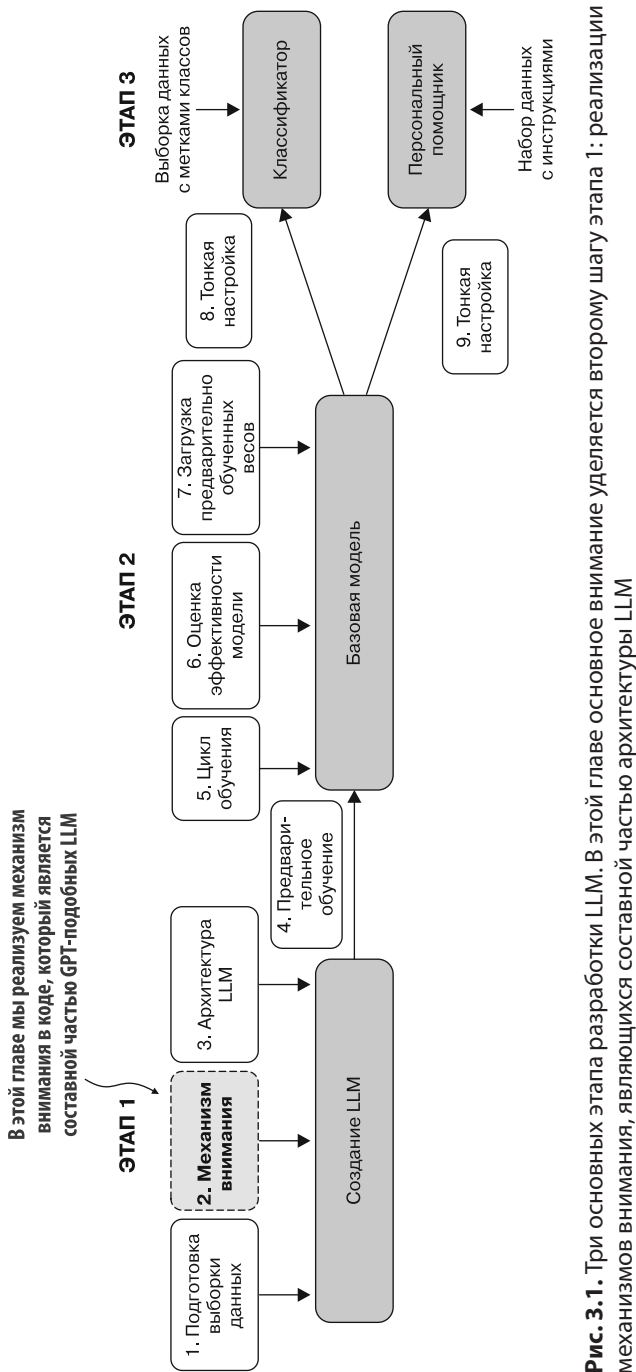 В этой главе мы реализуем механизм
внимания в коде, который является
составной частью GPT-подобных LLM
ЭТАП 1
1. Подготовка
выборки
данных
2. Механизм
внимания
3. Архитектура
LLM
Создание LLM
4. Предвари-
тельное
обучение
ЭТАП 2
5. Цикл
обучения
6. Оценка
эффективности
модели
7. Загрузка
предварительно
обученных
весов
Базовая модель
8. Тонкая
настройка
9. Тонкая
настройка
ЭТАП 3
Выборка данных
с метками классов
Классификатор
Персональный
помощник
Набор данных
с инструкциями
Рис. 3.1. Три основных этапа разработки LLM. В этой главе основное внимание уделяется второму шагу этапа 1: реализации
механизмов внимания, являющихся составной частью архитектуры LLM